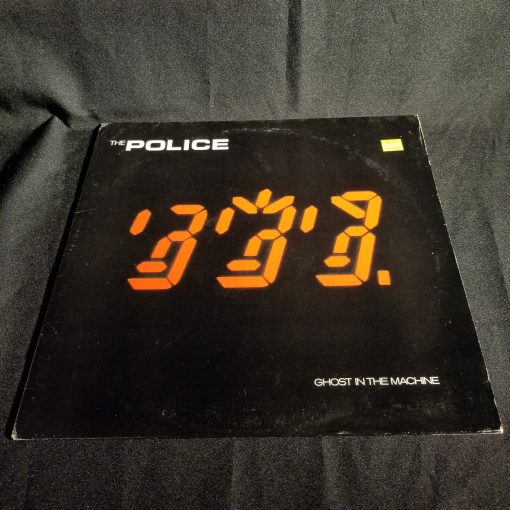 THE POLICE
GHOST IN THE MACHINE